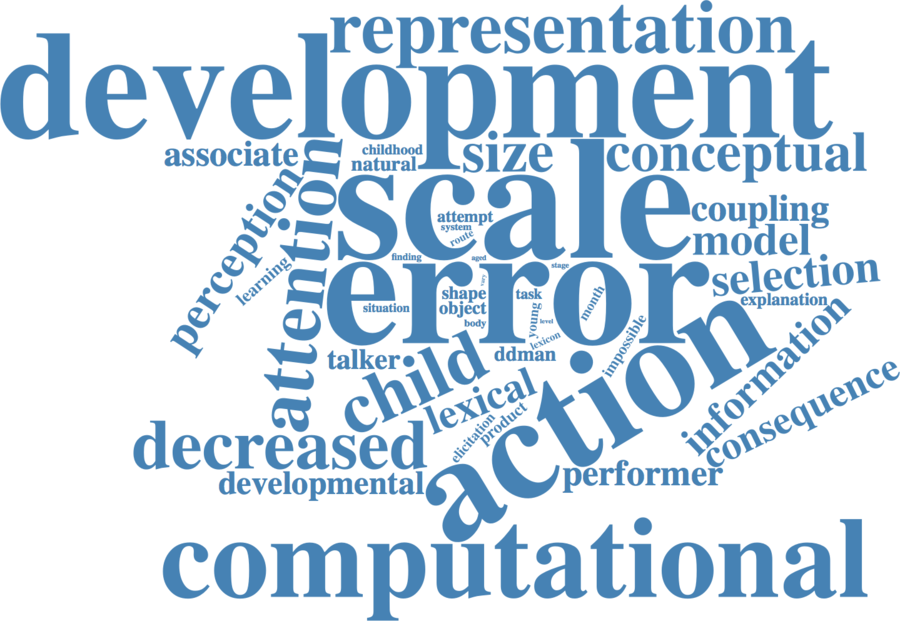 representation
development
associate
childhood
natural
size
conceptual
perception
attention
scale
learning
attempt
system
route
coupling
model
finding
aged
stage
error
selection
explanation
situation
shape
object
body
very
task
young
level
lexicon
month
impossible
talker
ddman
child
lexical
elicitation
product
action
information
consequence
decreased
developmental
performer
computational